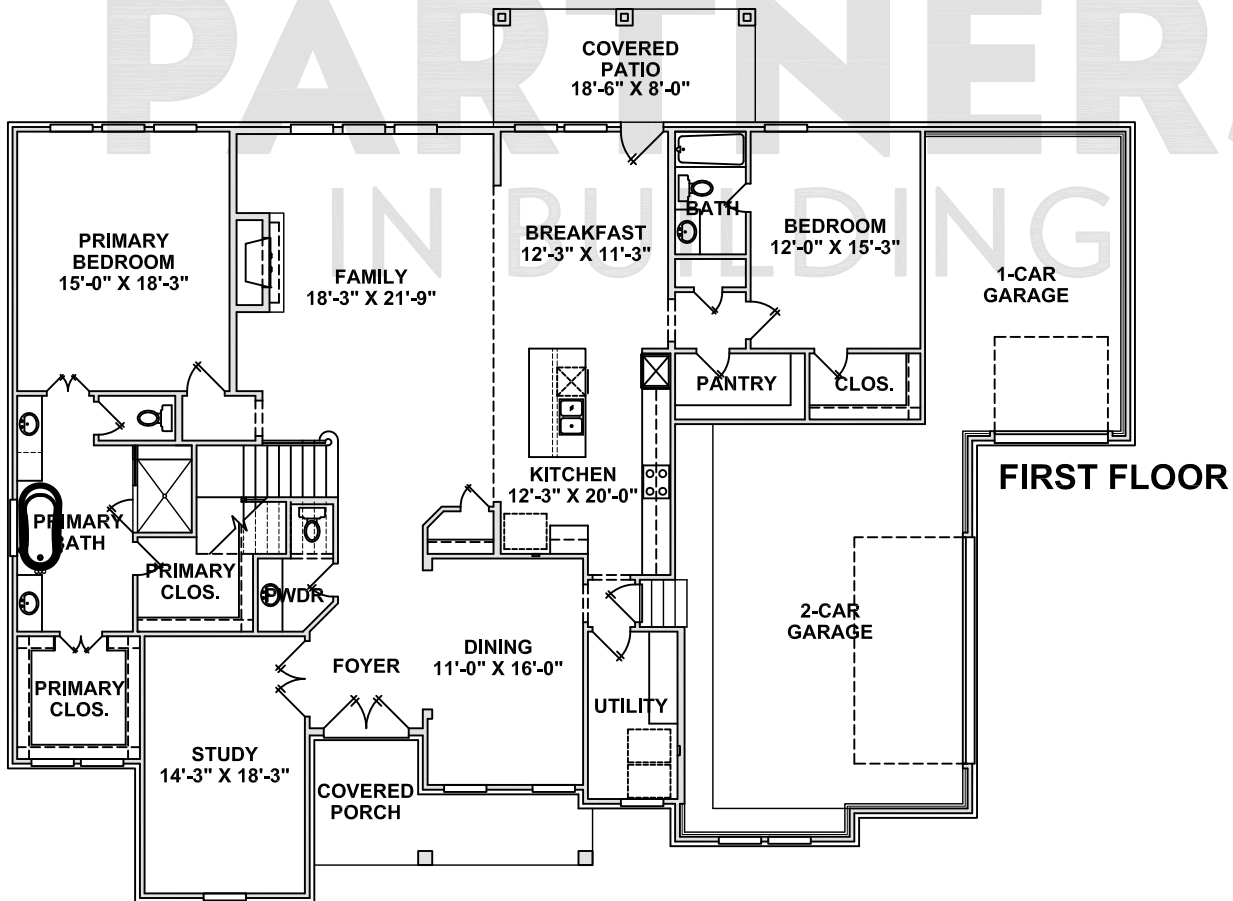 PARTNERS
IN BUILDING
COVERED
PATIO
18'-6" X 8'-0"
PRIMARY
BEDROOM
15'-0" X 18'-3"
FAMILY
18'-3" X 21'-9"
BREAKFAST
12'-3" X 11'-3"
BATH
BEDROOM
12'-0" X 15'-3"
1-CAR
GARAGE
PANTRY
CLOS.
KITCHEN
12'-3" X 20'-0"
FIRST FLOOR
PRIMARY
BATH
PRIMARY
CLOS.
PWDR
2-CAR
GARAGE
FOYER
DINING
11'-0" X 16'-0"
PRIMARY
CLOS.
UTILITY
STUDY
14'-3" X 18'-3"
COVERED
PORCH